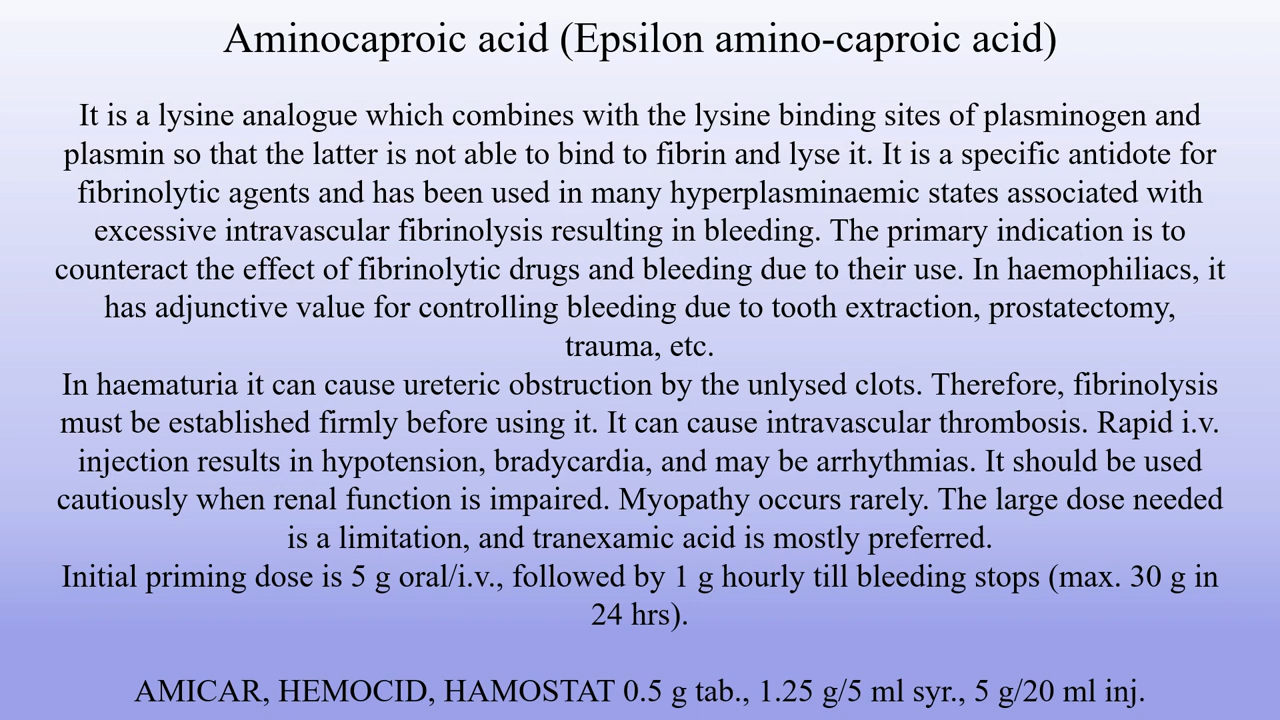 Aminocaproic acid (Epsilon amino-caproic acid)
It is a lysine analogue which combines with the lysine binding sites of plasminogen and
plasmin so that the latter is not able to bind to fibrin and lyse it. It is a specific antidote for
fibrinolytic agents and has been used in many hyperplasminaemic states associated with
excessive intravascular fibrinolysis resulting in bleeding. The primary indication is to
counteract the effect of fibrinolytic drugs and bleeding due to their use. In haemophiliacs, it
has adjunctive value for controlling bleeding due to tooth extraction, prostatectomy,
trauma, etc.
In haematuria it can cause ureteric obstruction by the unlysed clots. Therefore, fibrinolysis
must be established firmly before using it. It can cause intravascular thrombosis. Rapid i.v.
injection results in hypotension, bradycardia, and may be arrhythmias. It should be used
cautiously when renal function is impaired. Myopathy occurs rarely. The large dose needed
is a limitation, and tranexamic acid is mostly preferred.
Initial priming dose is 5 g oral/i.v., followed by 1 g hourly till bleeding stops (max. 30 g in
24 hrs).
AMICAR, HEMOCID, HAMOSTAT 0.5 g tab., 1.25 g/5 ml syr., 5 g/20 ml inj.